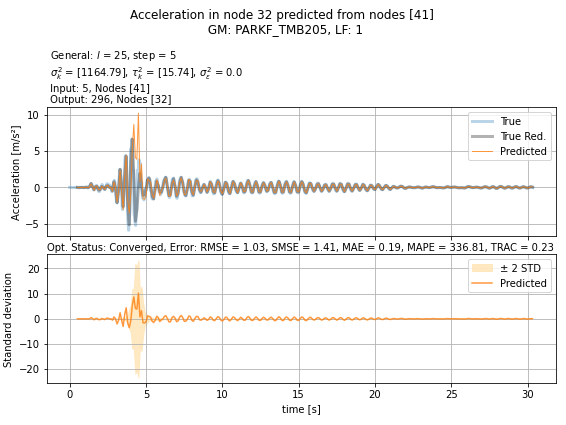 Acceleration in node 32 predicted from nodes [41]
GM: PARKF_TMB205, LF: 1
General: l = 25, step = 5
σ²ₖ = [1164.79], τ²ₖ = [15.74], σ²ε = 0.0
Input: 5, Nodes [41]
Output: 296, Nodes [32]
10
5
0
−5
Acceleration [m/s²]
True
True Red.
Predicted
Opt. Status: Converged, Error: RMSE = 1.03, SMSE = 1.41, MAE = 0.19, MAPE = 336.81, TRAC = 0.23
20
10
0
−10
−20
Standard deviation
± 2 STD
Predicted
0 5 10 15 20 25 30
time [s]